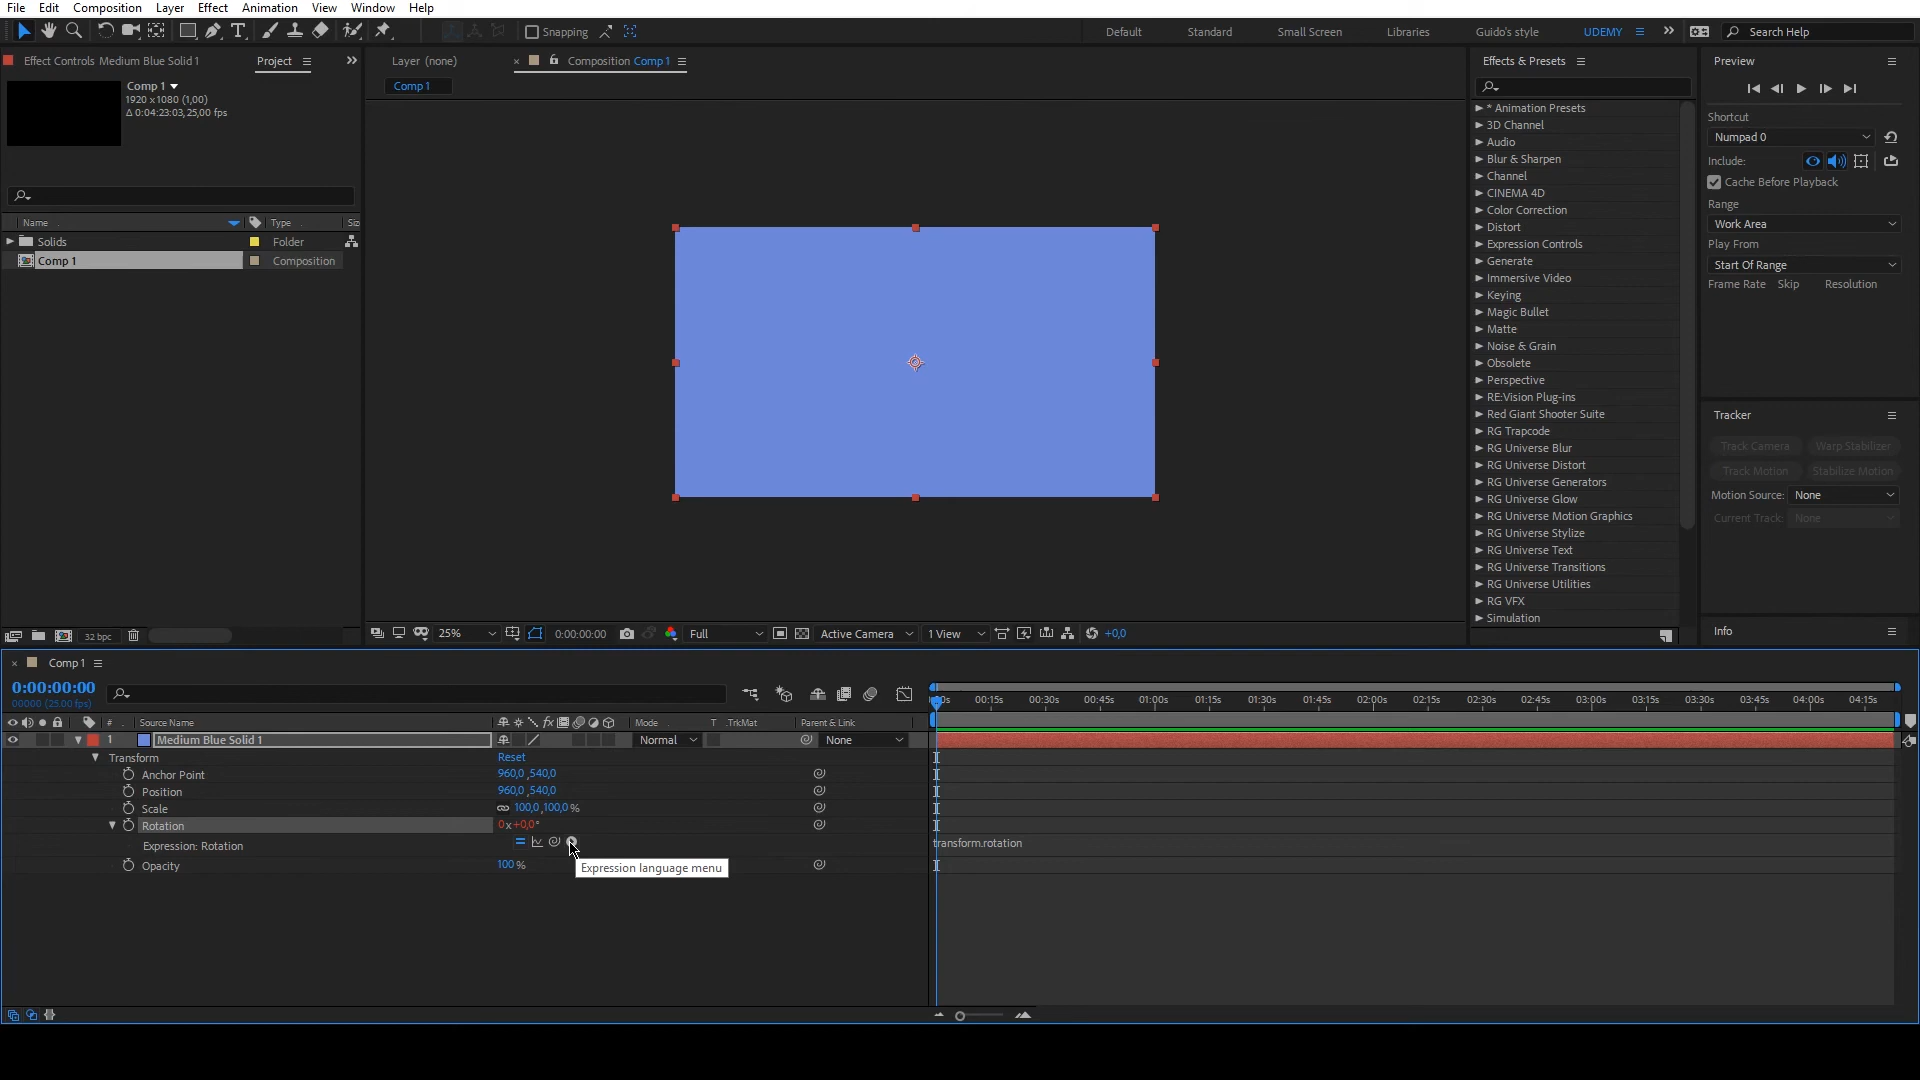 File Edit Composition Layer Effect Animation View Window Help
Snapping Default Standard Small Screen Libraries Guido's style UDEMY Search Help
Effect Controls Medium Blue Solid 1 Project
Comp 1
1920 x1080 (1,00)
Δ 0:04:23:03, 25,00 fps
Name Type Siz
Solids Folder
Comp 1 Composition
32 bpc
Layer (none) × Composition Comp 1
Comp 1
25% 0:00:00:00 Full Active Camera 1 View +0,0
Effects & Presets
* Animation Presets
3D Channel
Audio
Blur & Sharpen
Channel
CINEMA 4D
Color Correction
Distort
Expression Controls
Generate
Immersive Video
Keying
Magic Bullet
Matte
Noise & Grain
Obsolete
Perspective
RE:Vision Plug-ins
Red Giant Shooter Suite
RG Trapcode
RG Universe Blur
RG Universe Distort
RG Universe Generators
RG Universe Glow
RG Universe Motion Graphics
RG Universe Stylize
RG Universe Text
RG Universe Transitions
RG Universe Utilities
RG VFX
Simulation
Preview
Shortcut
Numpad 0
Include:
Cache Before Playback
Range
Work Area
Play From
Start Of Range
Frame Rate Skip Resolution
Tracker
Track Camera Warp Stabilizer
Track Motion Stabilize Motion
Motion Source: None
Current Track: None
Info
× Comp 1
0:00:00:00
00000 (25.00 fps)
# Source Name Mode T .TrkMat Parent & Link
1 Medium Blue Solid 1 Normal None
Transform Reset
Anchor Point 960,0 ,540,0
Position 960,0 ,540,0
Scale 100,0 ,100,0 %
Rotation 0 x +0,0 °
Expression: Rotation transform.rotation
Expression language menu
Opacity 100 %
00:15s 00:30s 00:45s 01:00s 01:15s 01:30s 01:45s 02:00s 02:15s 02:30s 02:45s 03:00s 03:15s 03:30s 03:45s 04:00s 04:15s